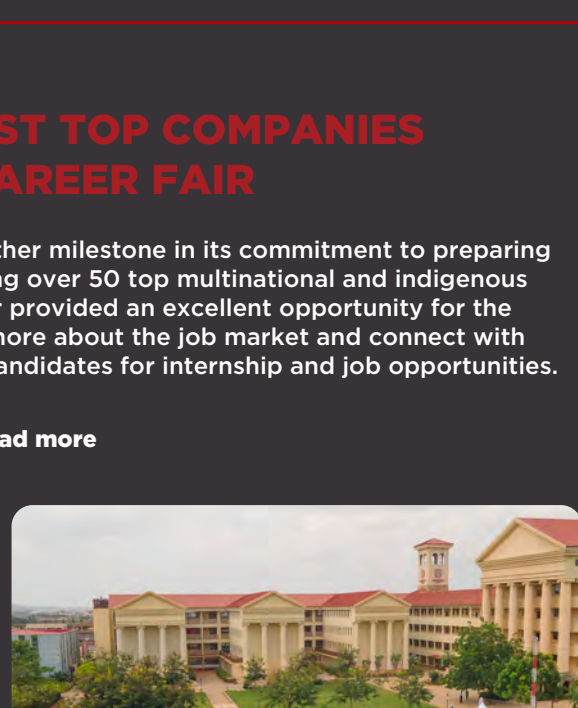 ST TOP COMPANIES
AREER FAIR
ther milestone in its commitment to preparing
ng over 50 top multinational and indigenous
r provided an excellent opportunity for the
more about the job market and connect with
andidates for internship and job opportunities.
ad more